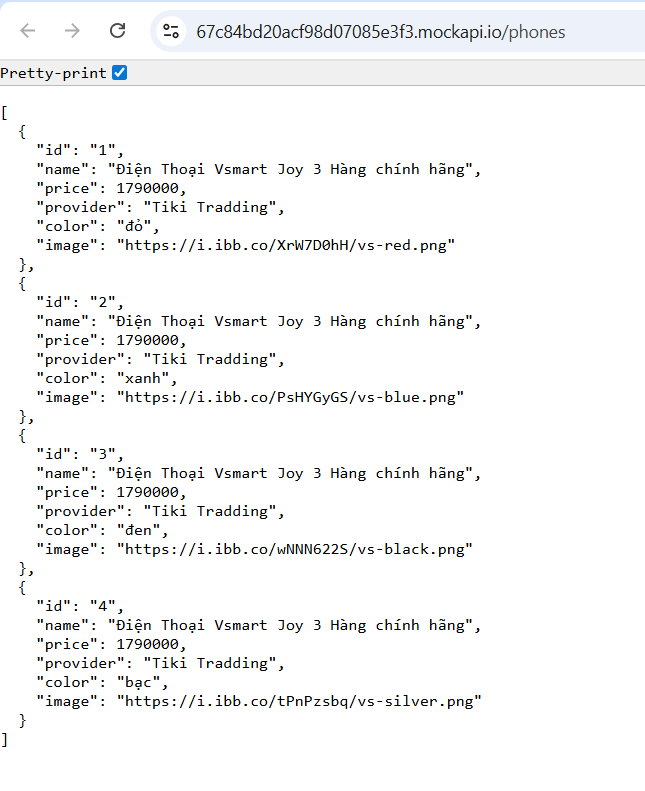 67c84bd20acf98d07085e3f3.mockapi.io/phones
Pretty-print
[
  {
    "id": "1",
    "name": "Điện Thoại Vsmart Joy 3 Hàng chính hãng",
    "price": 1790000,
    "provider": "Tiki Tradding",
    "color": "đỏ",
    "image": "https://i.ibb.co/XrW7D0hH/vs-red.png"
  },
  {
    "id": "2",
    "name": "Điện Thoại Vsmart Joy 3 Hàng chính hãng",
    "price": 1790000,
    "provider": "Tiki Tradding",
    "color": "xanh",
    "image": "https://i.ibb.co/PsHYGyGS/vs-blue.png"
  },
  {
    "id": "3",
    "name": "Điện Thoại Vsmart Joy 3 Hàng chính hãng",
    "price": 1790000,
    "provider": "Tiki Tradding",
    "color": "đen",
    "image": "https://i.ibb.co/wNNN622S/vs-black.png"
  },
  {
    "id": "4",
    "name": "Điện Thoại Vsmart Joy 3 Hàng chính hãng",
    "price": 1790000,
    "provider": "Tiki Tradding",
    "color": "bạc",
    "image": "https://i.ibb.co/tPnPzsbq/vs-silver.png"
  }
]